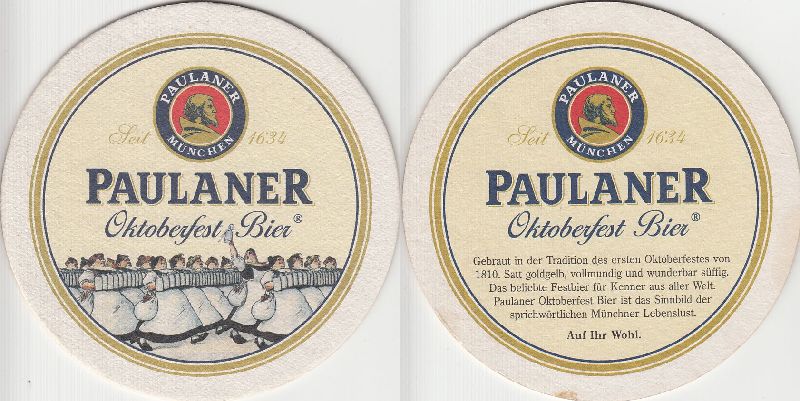 PAULANER
MÜNCHEN
Seit 1634
PAULANER
Oktoberfest Bier®
PAULANER
MÜNCHEN
Seit 1634
PAULANER
Oktoberfest Bier®
Gebraut in der Tradition des ersten Oktoberfestes von
1810. Satt goldgelb, vollmundig und wunderbar süffig.
Das beliebte Festbier für Kenner aus aller Welt.
Paulaner Oktoberfest Bier ist das Sinnbild der
sprichwörtlichen Münchner Lebenslust.
Auf Ihr Wohl.